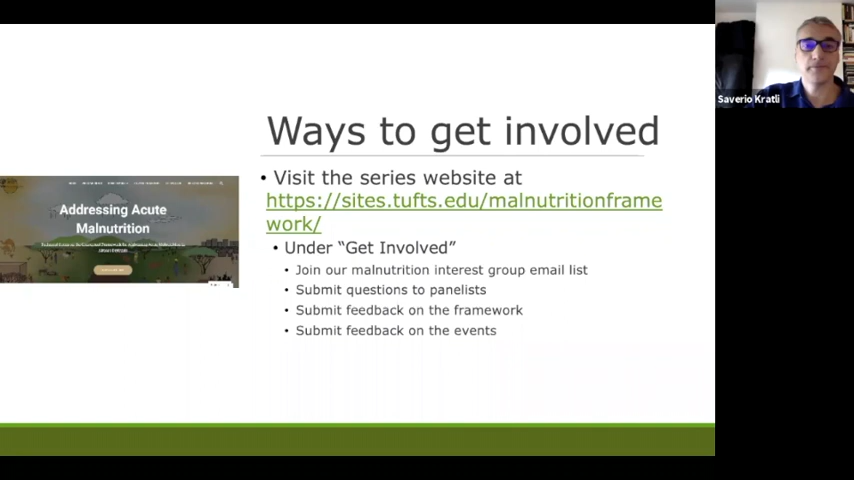 Saverio Kratli
Ways to get involved
• Visit the series website at
https://sites.tufts.edu/malnutritionframe
work/
• Under “Get Involved”
• Join our malnutrition interest group email list
• Submit questions to panelists
• Submit feedback on the framework
• Submit feedback on the events
Addressing Acute
Malnutrition